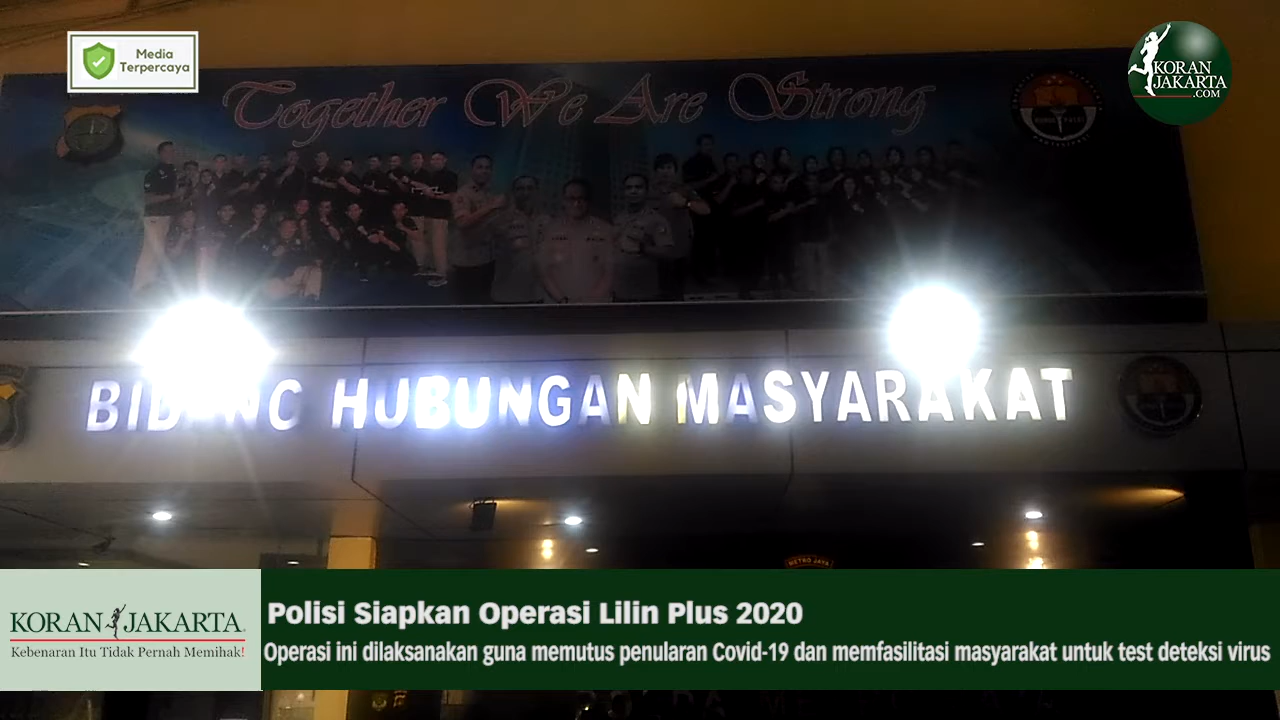 Media
Terpercaya
KORAN
JAKARTA
.COM
Together We Are Strong
BIDANG HUBUNGAN MASYARAKAT
METRO JAYA
KORAN JAKARTA
Kebenaran Itu Tidak Pernah Memihak!
Polisi Siapkan Operasi Lilin Plus 2020
Operasi ini dilaksanakan guna memutus penularan Covid-19 dan memfasilitasi masyarakat untuk test deteksi virus